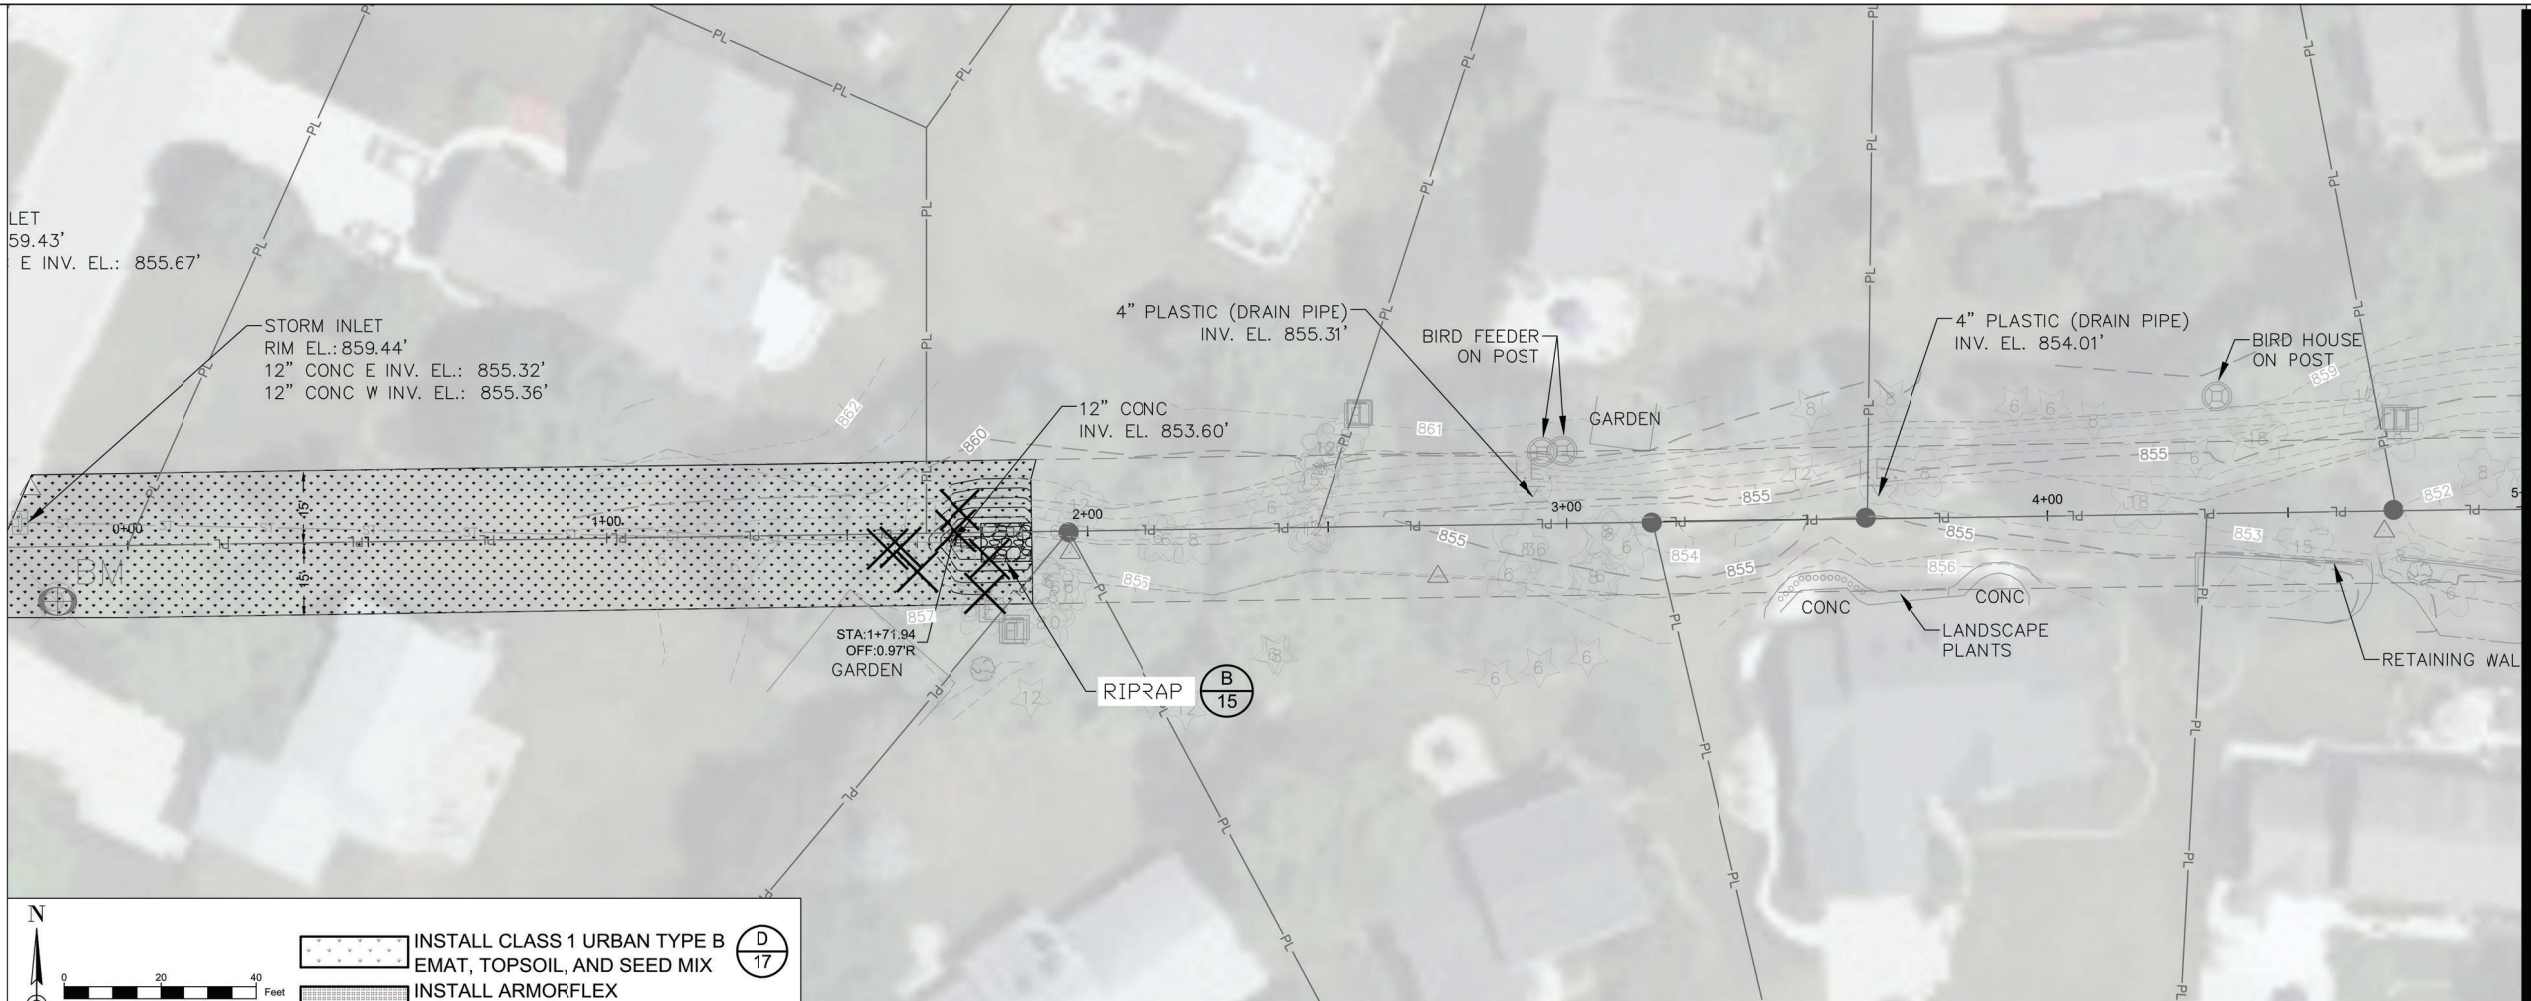 LET
59.43'
E INV. EL.: 855.67'
STORM INLET
RIM EL.: 859.44'
12" CONC E INV. EL.: 855.32'
12" CONC W INV. EL.: 855.36'
12" CONC
INV. EL. 853.60'
4" PLASTIC (DRAIN PIPE)
INV. EL. 855.31'
BIRD FEEDER
ON POST
GARDEN
4" PLASTIC (DRAIN PIPE)
INV. EL. 854.01'
BIRD HOUSE
ON POST
859
862
860
861
855
855
852
15'
0+00
1+00
2+00
3+00
4+00
5+
BM
15'
855
855
855
854
856
853
857
STA:1+71.94
OFF:0.97'R
GARDEN
RIPRAP
B
15
CONC
CONC
LANDSCAPE
PLANTS
RETAINING WAL
PL
N
0 20 40
Feet
INSTALL CLASS 1 URBAN TYPE B
EMAT, TOPSOIL, AND SEED MIX
D
17
INSTALL ARMORFLEX